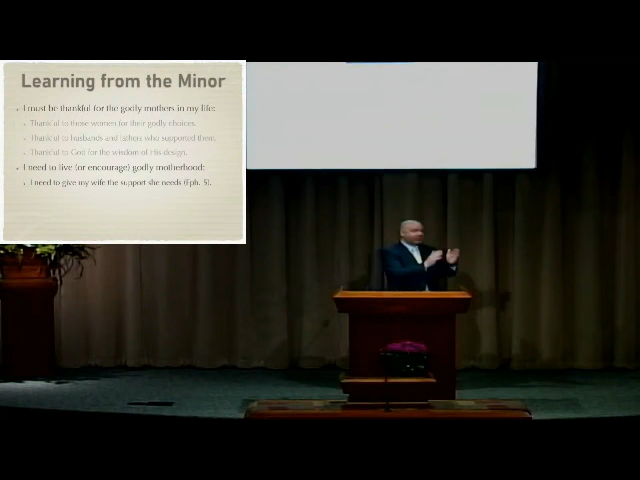 Learning from the Minor
I must be thankful for the godly mothers in my life:
Thankful to those women for their godly choices.
Thankful to husbands and fathers who supported them.
Thankful to God for the wisdom of His design.
I need to live (or encourage) godly motherhood:
I need to give my wife the support she needs (Eph. 5).